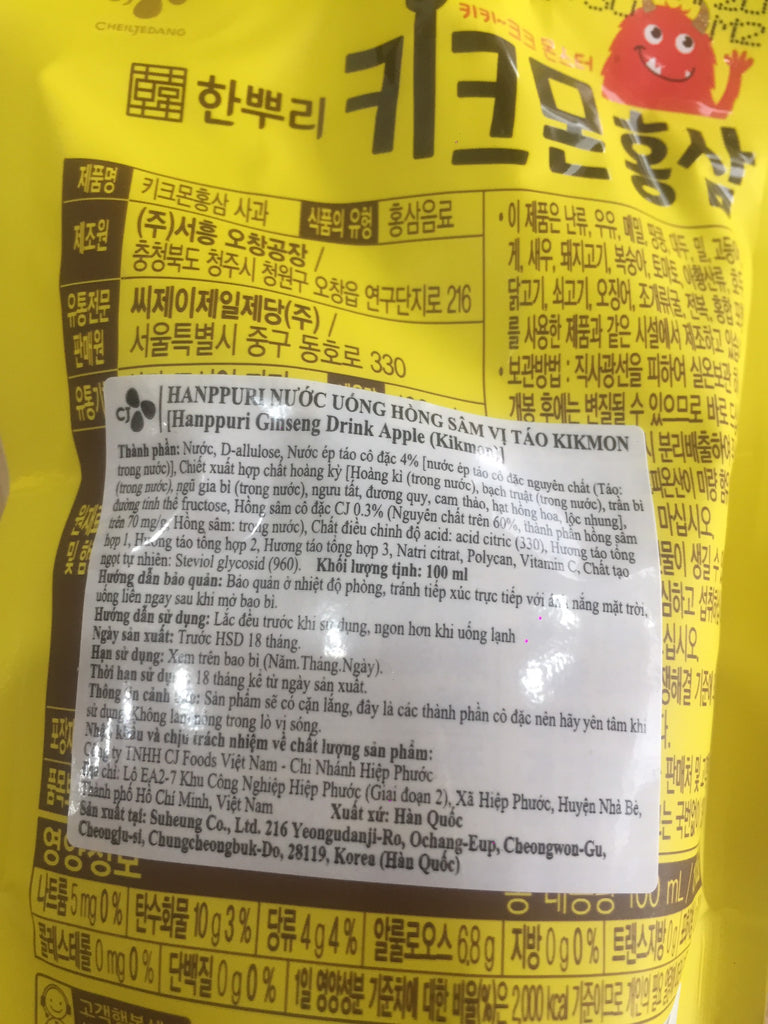 CHEILJEDANG
키키-크크 몬스터
韓 한뿌리 키크몬홍삼
제품명 키크몬홍삼 사과 식품의 유형 홍삼음료
제조원 (주)서흥 오창공장 /
충청북도 청주시 청원구 오창읍 연구단지로 216
유통전문판매원 씨제이제일제당(주) /
서울특별시 중구 동호로 330
• 이 제품은 난류, 우유, 메밀, 땅콩, 대두, 밀, 고등어
게, 새우, 돼지고기, 복숭아, 토마토, 아황산류,
닭고기, 쇠고기, 오징어, 조개류(굴, 전복, 홍합
를 사용한 제품과 같은 시설에서 제조하고
• 보관방법 : 직사광선을 피하여 실온보관
개봉 후에는 변질될 수 있으므로 바로
CJ HANPPURI NƯỚC UỐNG HỒNG SÂM VỊ TÁO KIKMON
[Hanppuri Ginseng Drink Apple (Kikmon)]
Thành phần: Nước, D-allulose, Nước ép táo cô đặc 4% [nước ép táo cô đặc nguyên chất (Táo:
trong nước)], Chiết xuất hợp chất hoàng kỳ [Hoàng kì (trong nước), bạch truật (trong nước), trần bì
(trong nước), ngũ gia bì (trong nước), ngưu tất, đương quy, cam thảo, hạt hồng hoa, lộc nhung],
đường tinh thể fructose, Hồng sâm cô đặc CJ 0.3% (Nguyên chất trên 60%, thành phần hồng sâm
trên 70 mg/g, Hồng sâm: trong nước), Chất điều chỉnh độ acid: acid citric (330), Hương táo tổng
hợp 1, Hương táo tổng hợp 2, Hương táo tổng hợp 3, Natri citrat, Polycan, Vitamin C, Chất tạo
ngọt tự nhiên: Steviol glycosid (960). Khối lượng tịnh: 100 ml
Hướng dẫn bảo quản: Bảo quản ở nhiệt độ phòng, tránh tiếp xúc trực tiếp với ánh nắng mặt trời,
uống liền ngay sau khi mở bao bì.
Hướng dẫn sử dụng: Lắc đều trước khi sử dụng, ngon hơn khi uống lạnh
Ngày sản xuất: Trước HSD 18 tháng.
Hạn sử dụng: Xem trên bao bì (Năm.Tháng.Ngày).
Thời hạn sử dụng: 18 tháng kể từ ngày sản xuất.
Thông tin cảnh báo: Sản phẩm sẽ có cặn lắng, đây là các thành phần cô đặc nên hãy yên tâm khi
sử dụng. Không làm nóng trong lò vi sóng.
Nhập khẩu và chịu trách nhiệm về chất lượng sản phẩm:
Công ty TNHH CJ Foods Việt Nam - Chi Nhánh Hiệp Phước
Địa chỉ: Lô EA2-7 Khu Công Nghiệp Hiệp Phước (Giai đoạn 2), Xã Hiệp Phước, Huyện Nhà Bè,
Thành phố Hồ Chí Minh, Việt Nam Xuất xứ: Hàn Quốc
Sản xuất tại: Suheung Co., Ltd. 216 Yeongudanji-Ro, Ochang-Eup, Cheongwon-Gu,
Cheongju-si, Chungcheongbuk-Do, 28119, Korea (Hàn Quốc)
영양정보
나트륨 5 mg 0% 탄수화물 10 g 3% 당류 4 g 4% 알룰로오스 6.8 g 지방 0 g 0% 트랜스지방 0
콜레스테롤 0 mg 0% 단백질 0 g 0% 1일 영양성분 기준치에 대한 비율(%)은 2,000 kcal 기준이므로 개인의